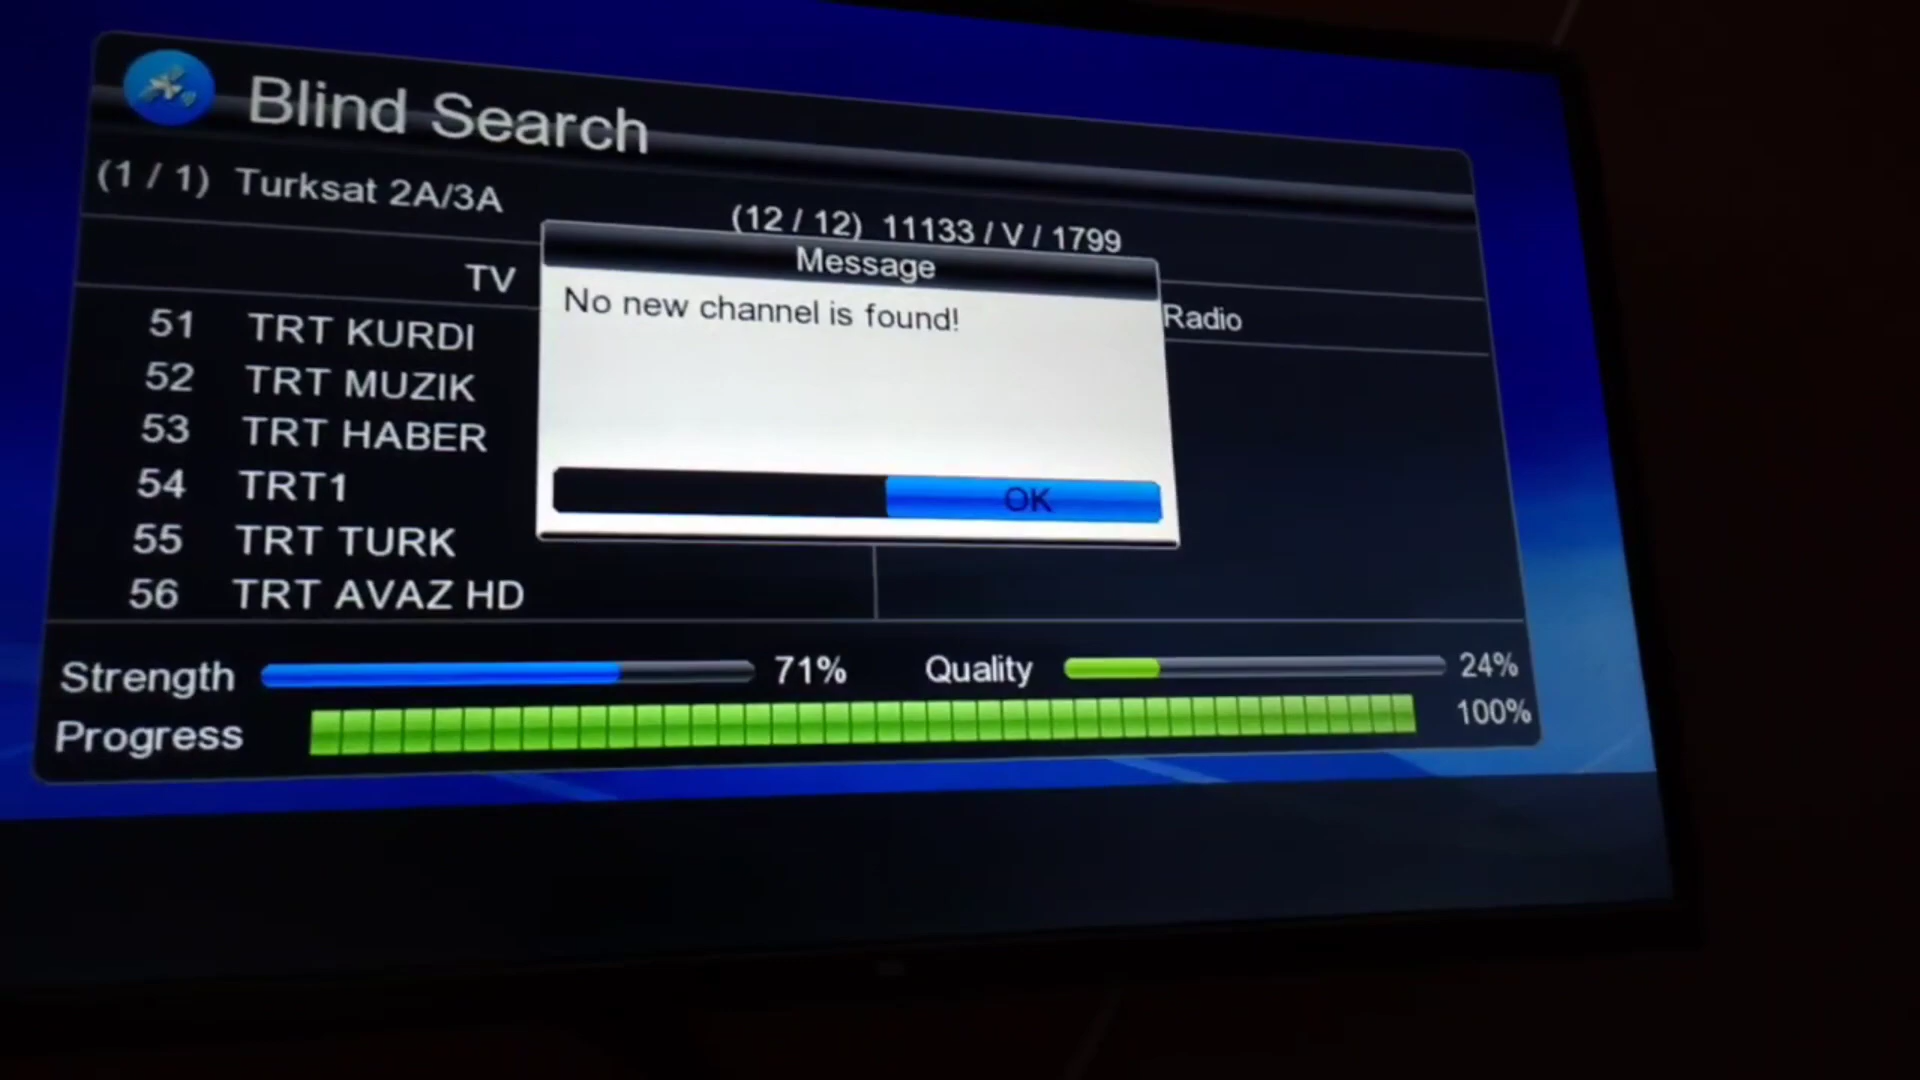 Blind Search
(1 / 1) Turksat 2A/3A
(12 / 12) 11133 / V / 1799
Message
No new channel is found!
OK
TV
Radio
51 TRT KURDI
52 TRT MUZIK
53 TRT HABER
54 TRT1
55 TRT TURK
56 TRT AVAZ HD
Strength 71% Quality 24%
Progress 100%